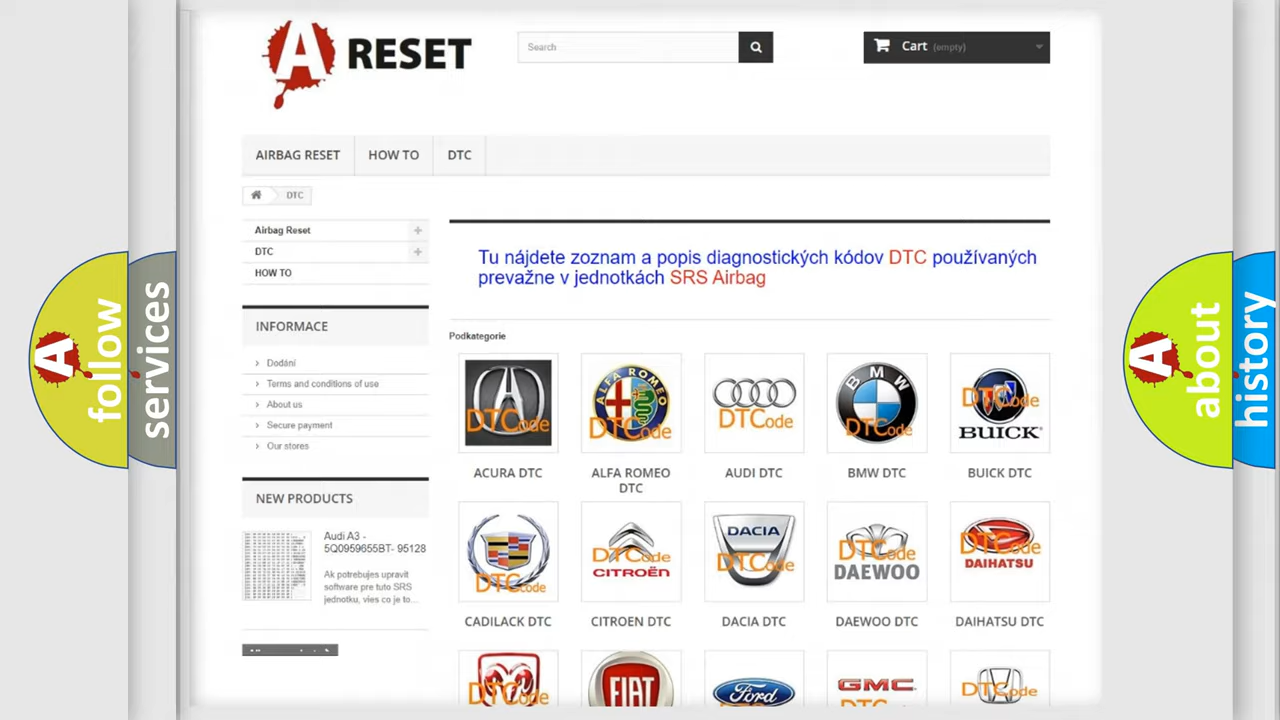 A RESET
Search
Cart (empty)
AIRBAG RESET
HOW TO
DTC
DTC
Airbag Reset
DTC
HOW TO
INFORMACE
Dodání
Terms and conditions of use
About us
Secure payment
Our stores
NEW PRODUCTS
Audi A3 -
5Q0959655BT- 95128
Ak potrebujes upravit
software pre tuto SRS
jednotku, vies co je to...
Tu nájdete zoznam a popis diagnostických kódov DTC používaných
prevažne v jednotkách SRS Airbag
Podkategorie
DTCode
ALFA ROMEO
DTCode
DTCode
BMW
DTCode
DTCode
BUICK
ACURA DTC
ALFA ROMEO
DTC
AUDI DTC
BMW DTC
BUICK DTC
DTCode
DTCode
CITROËN
DACIA
DTCode
DTCode
DAEWOO
DTCode
DAIHATSU
CADILACK DTC
CITROEN DTC
DACIA DTC
DAEWOO DTC
DAIHATSU DTC
DTCode
FIAT
Ford
GMC
DTCode
A follow
services
A about
history